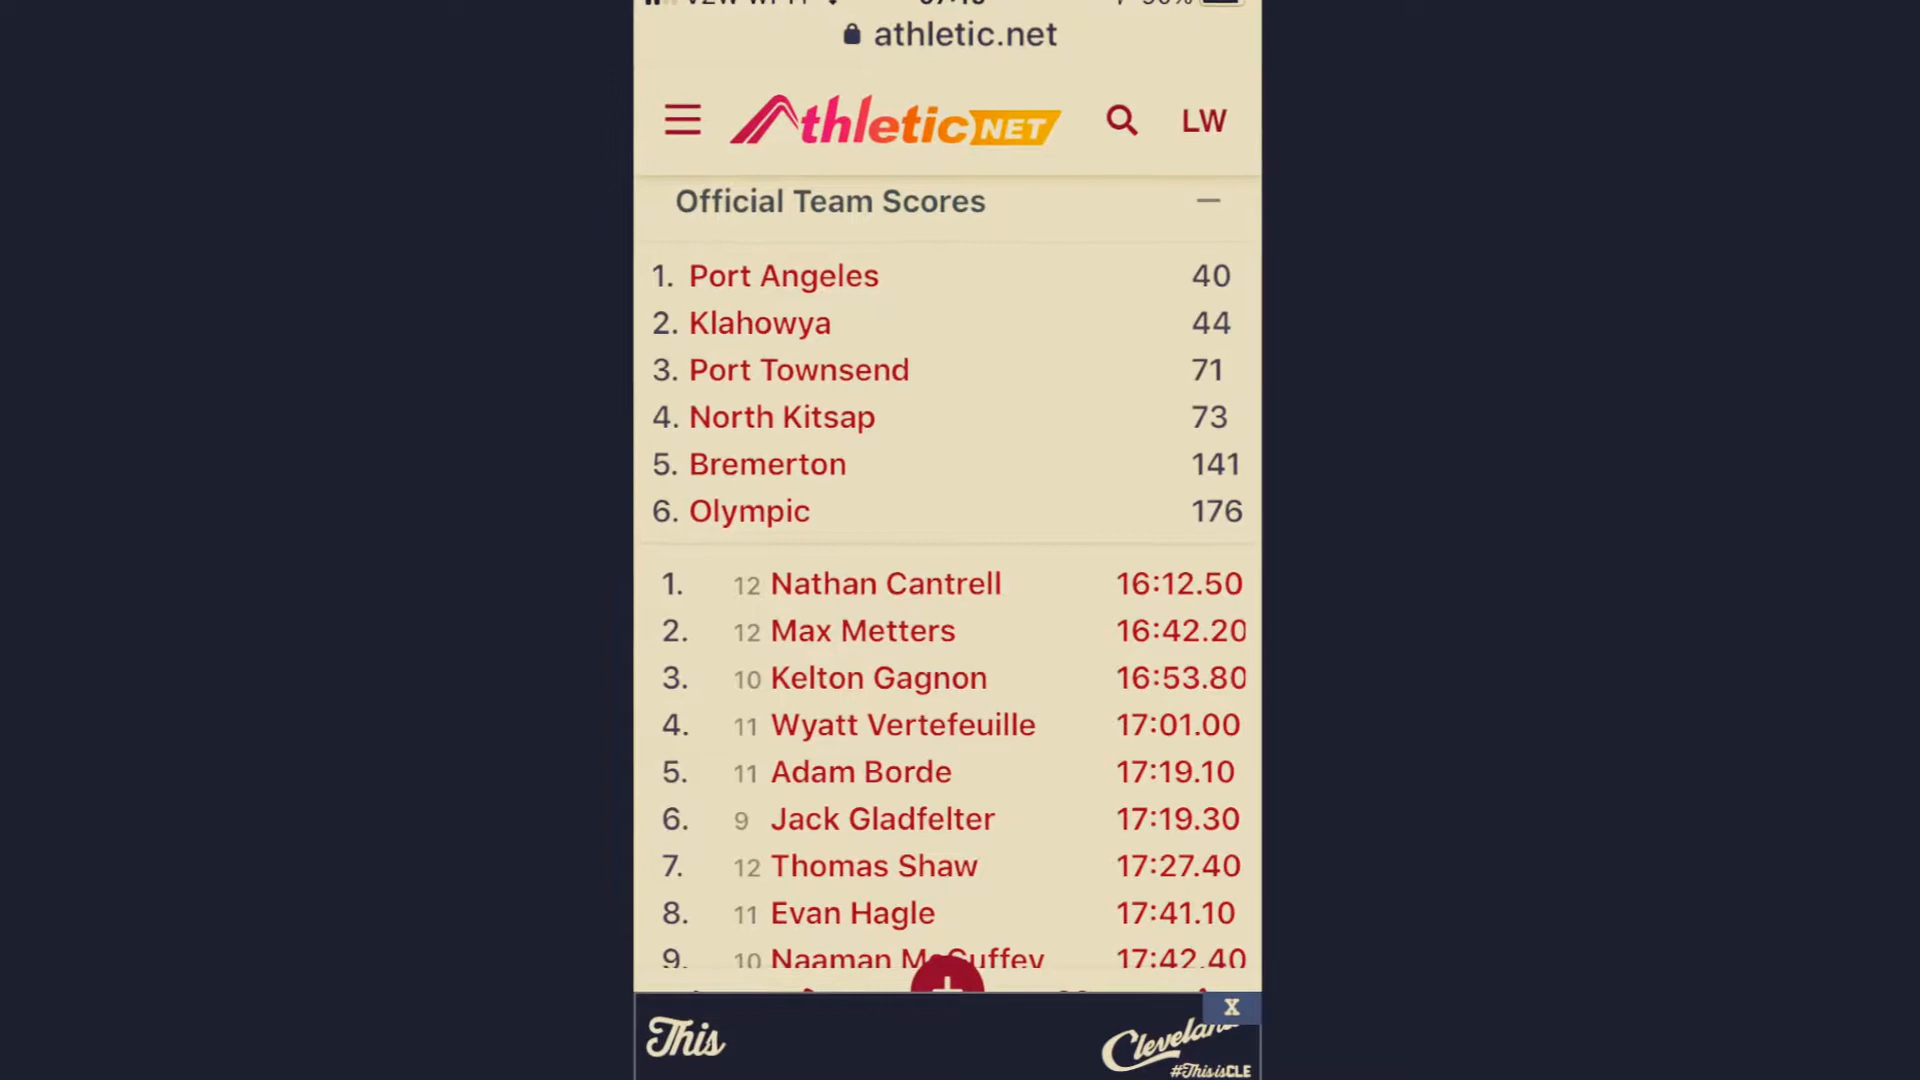 athletic.net
Athletic NET LW
Official Team Scores —
1. Port Angeles 40
2. Klahowya 44
3. Port Townsend 71
4. North Kitsap 73
5. Bremerton 141
6. Olympic 176
1. 12 Nathan Cantrell 16:12.50
2. 12 Max Metters 16:42.20
3. 10 Kelton Gagnon 16:53.80
4. 11 Wyatt Vertefeuille 17:01.00
5. 11 Adam Borde 17:19.10
6. 9 Jack Gladfelter 17:19.30
7. 12 Thomas Shaw 17:27.40
8. 11 Evan Hagle 17:41.10
9. 10 Naaman McGuffey 17:42.40
X
This Cleveland
#ThisisCLE